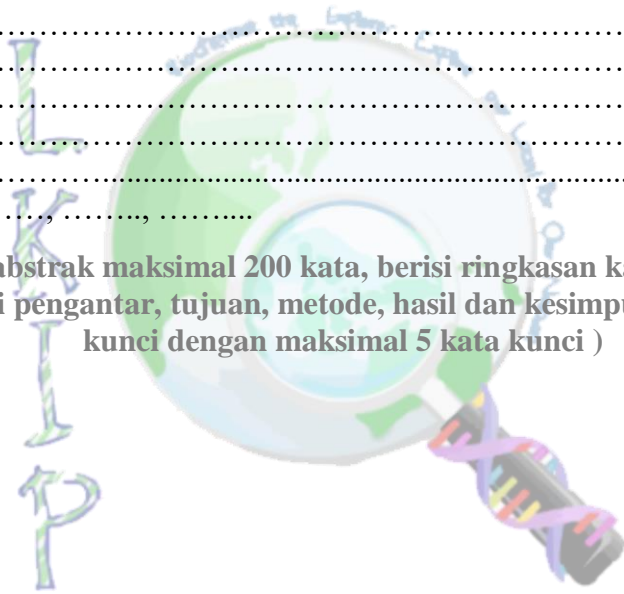 …………………………………………………………
…………………………………………………………
…………………………………………………………
…………………………………………………………
…………...............................................................
…., …….., ……....
abstrak maksimal 200 kata, berisi ringkasan ka
i pengantar, tujuan, metode, hasil dan kesimpu
kunci dengan maksimal 5 kata kunci )
L
K
I
P